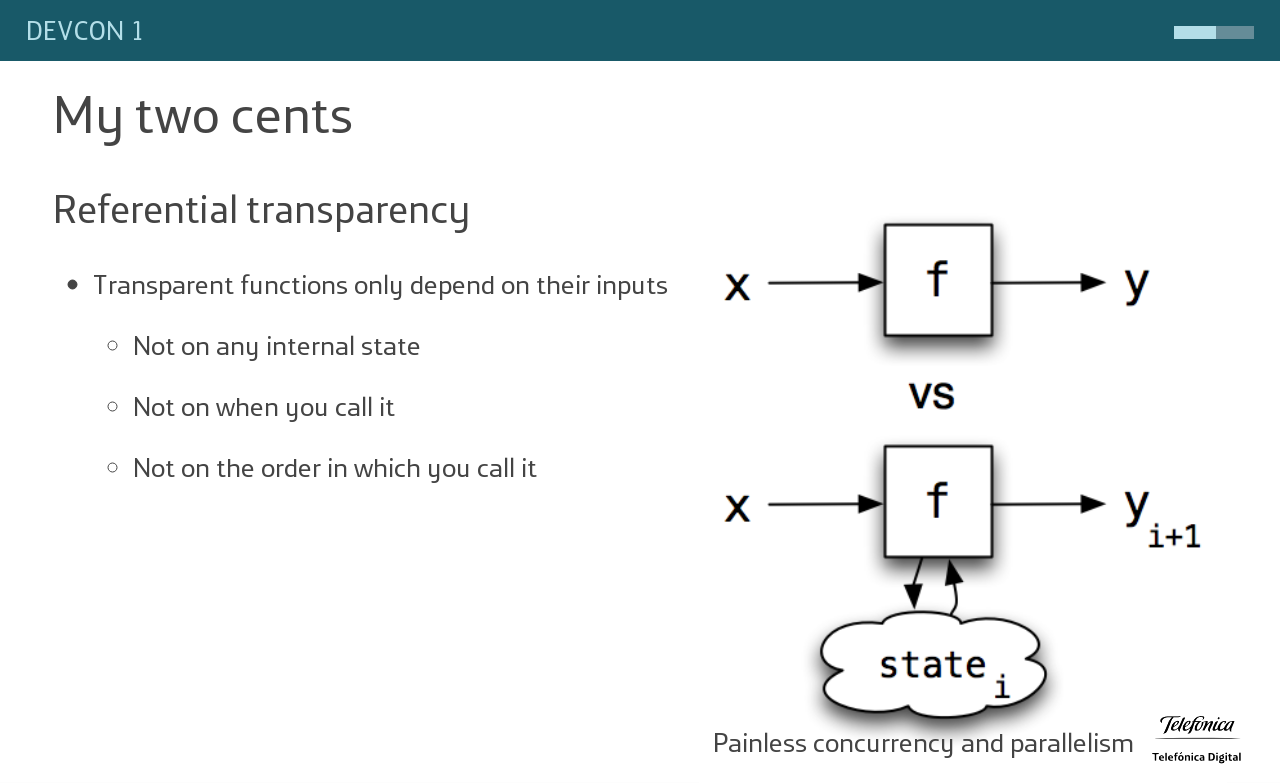 DEVCON 1
My two cents
Referential transparency
Transparent functions only depend on their inputs
Not on any internal state
Not on when you call it
Not on the order in which you call it
x f y
vs
x f y i+1
state i
Painless concurrency and parallelism
Telefónica
Telefónica Digital